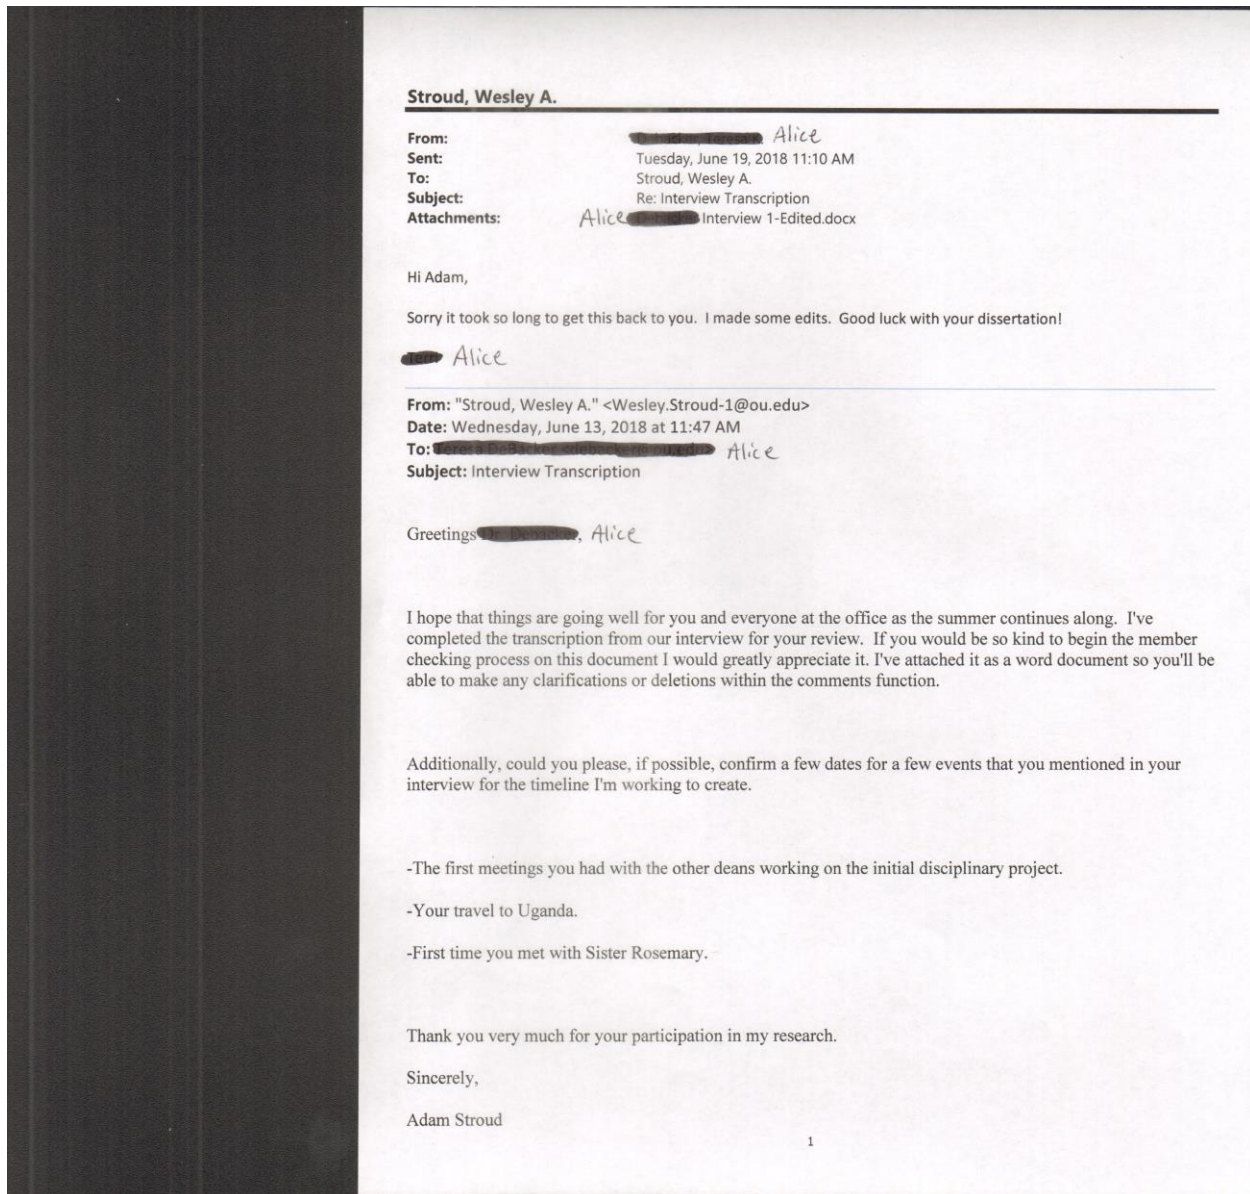 Stroud, Wesley A.
From: Alice
Sent: Tuesday, June 19, 2018 11:10 AM
To: Stroud, Wesley A.
Subject: Re: Interview Transcription
Attachments: Alice Interview 1-Edited.docx
Hi Adam,
Sorry it took so long to get this back to you. I made some edits. Good luck with your dissertation!
Alice
From: "Stroud, Wesley A." <Wesley.Stroud-1@ou.edu>
Date: Wednesday, June 13, 2018 at 11:47 AM
To: Alice
Subject: Interview Transcription
Greetings , Alice
I hope that things are going well for you and everyone at the office as the summer continues along. I've
completed the transcription from our interview for your review. If you would be so kind to begin the member
checking process on this document I would greatly appreciate it. I've attached it as a word document so you'll be
able to make any clarifications or deletions within the comments function.
Additionally, could you please, if possible, confirm a few dates for a few events that you mentioned in your
interview for the timeline I'm working to create.
-The first meetings you had with the other deans working on the initial disciplinary project.
-Your travel to Uganda.
-First time you met with Sister Rosemary.
Thank you very much for your participation in my research.
Sincerely,
Adam Stroud
1